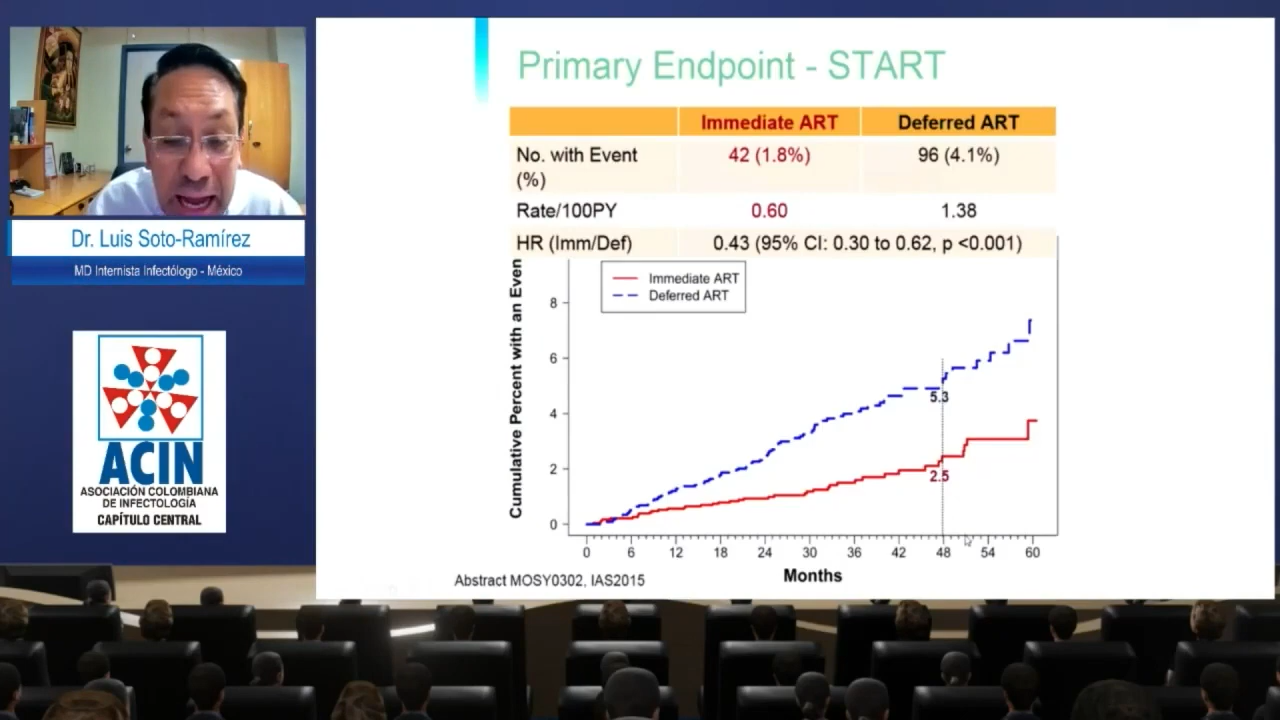 Dr. Luis Soto-Ramírez
MD Internista Infectólogo - México
ACIN
ASOCIACIÓN COLOMBIANA
DE INFECTOLOGÍA
CAPÍTULO CENTRAL
Primary Endpoint - START
Immediate ART Deferred ART
No. with Event 42 (1.8%) 96 (4.1%)
(%)
Rate/100PY 0.60 1.38
HR (Imm/Def) 0.43 (95% CI: 0.30 to 0.62, p <0.001)
Cumulative Percent with an Even
Immediate ART
Deferred ART
8
6
4
2
0
5.3
2.5
0 6 12 18 24 30 36 42 48 54 60
Months
Abstract MOSY0302, IAS2015